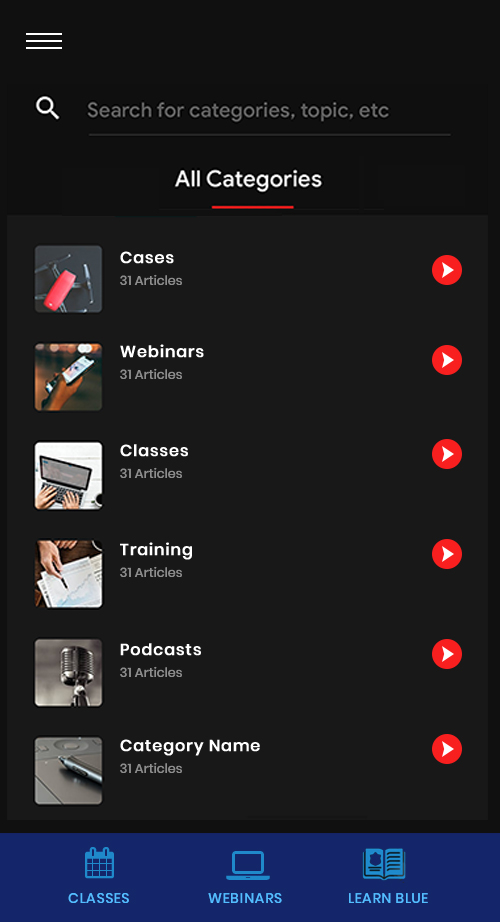 Search for categories, topic, etc
All Categories
Cases
31 Articles
Webinars
31 Articles
Classes
31 Articles
Training
31 Articles
Podcasts
31 Articles
Category Name
31 Articles
CLASSES WEBINARS LEARN BLUE